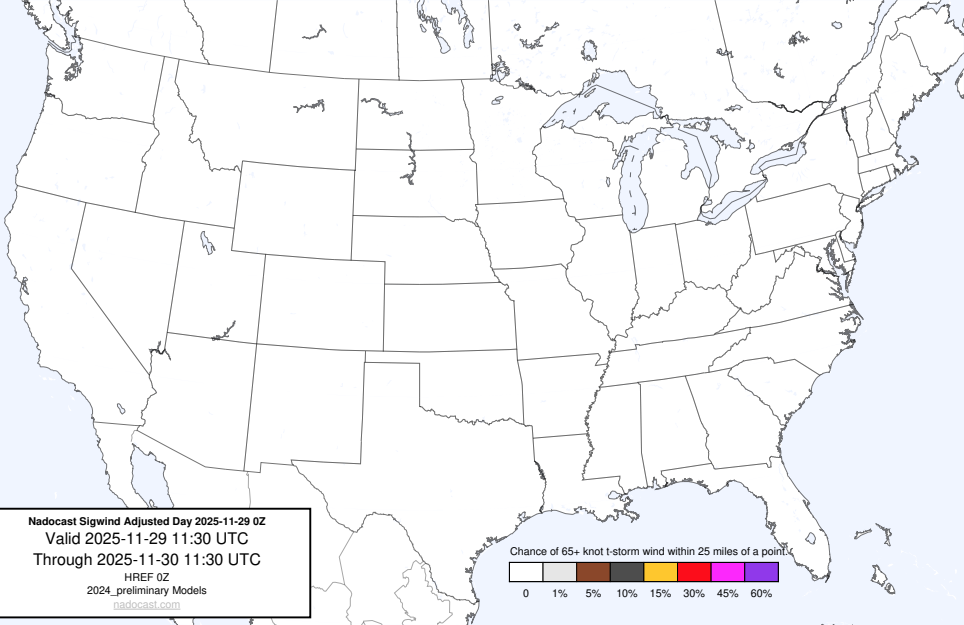 Nadocast Sigwind Adjusted Day 2025-11-29 0Z
Valid 2025-11-29 11:30 UTC
Through 2025-11-30 11:30 UTC
HREF 0Z
2024_preliminary Models
nadocast.com
Chance of 65+ knot t-storm wind within 25 miles of a point.
0 1% 5% 10% 15% 30% 45% 60%